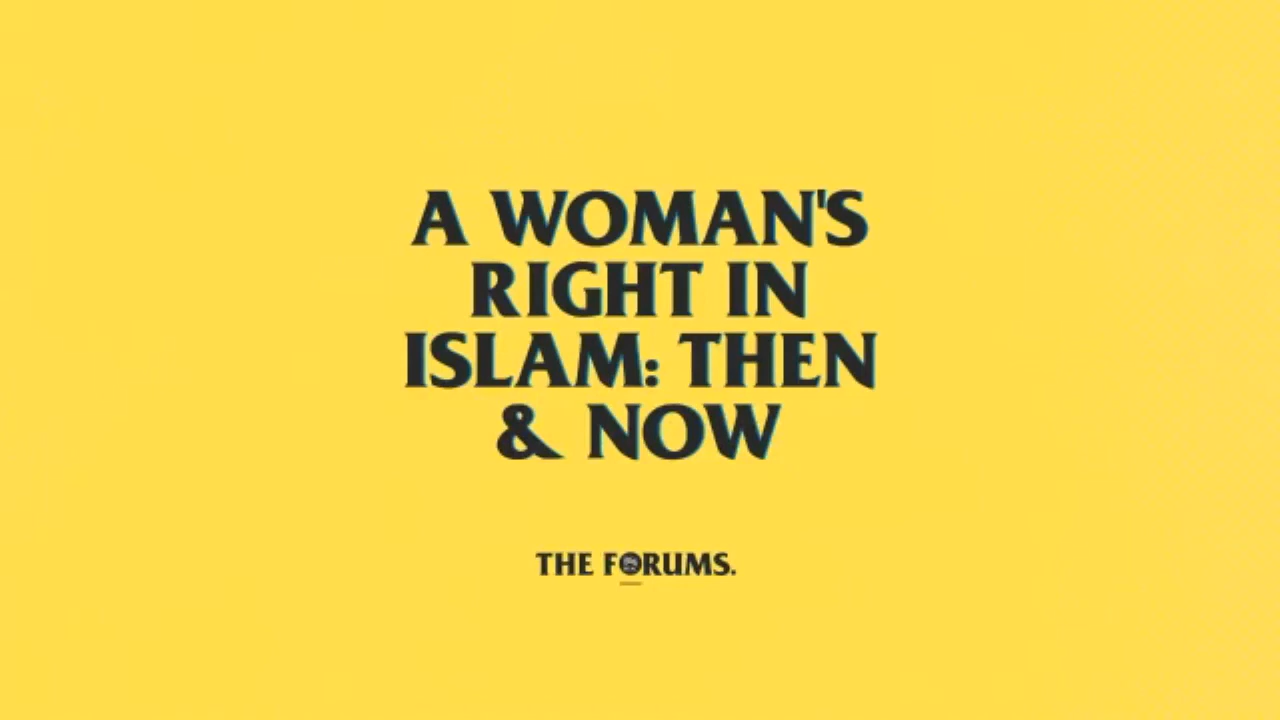 A WOMAN'S
RIGHT IN
ISLAM: THEN
& NOW
THE FORUMS.